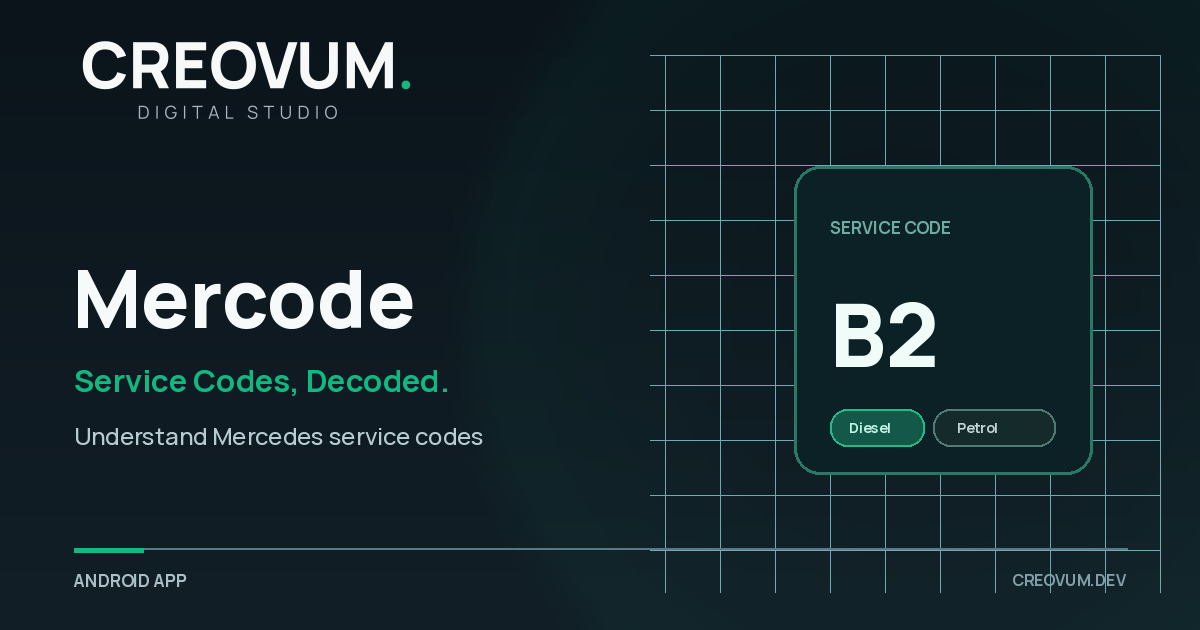 CREOVUM.
DIGITAL STUDIO
Mercode
Service Codes, Decoded.
Understand Mercedes service codes
SERVICE CODE
B2
Diesel
Petrol
ANDROID APP
CREOVUM.DEV